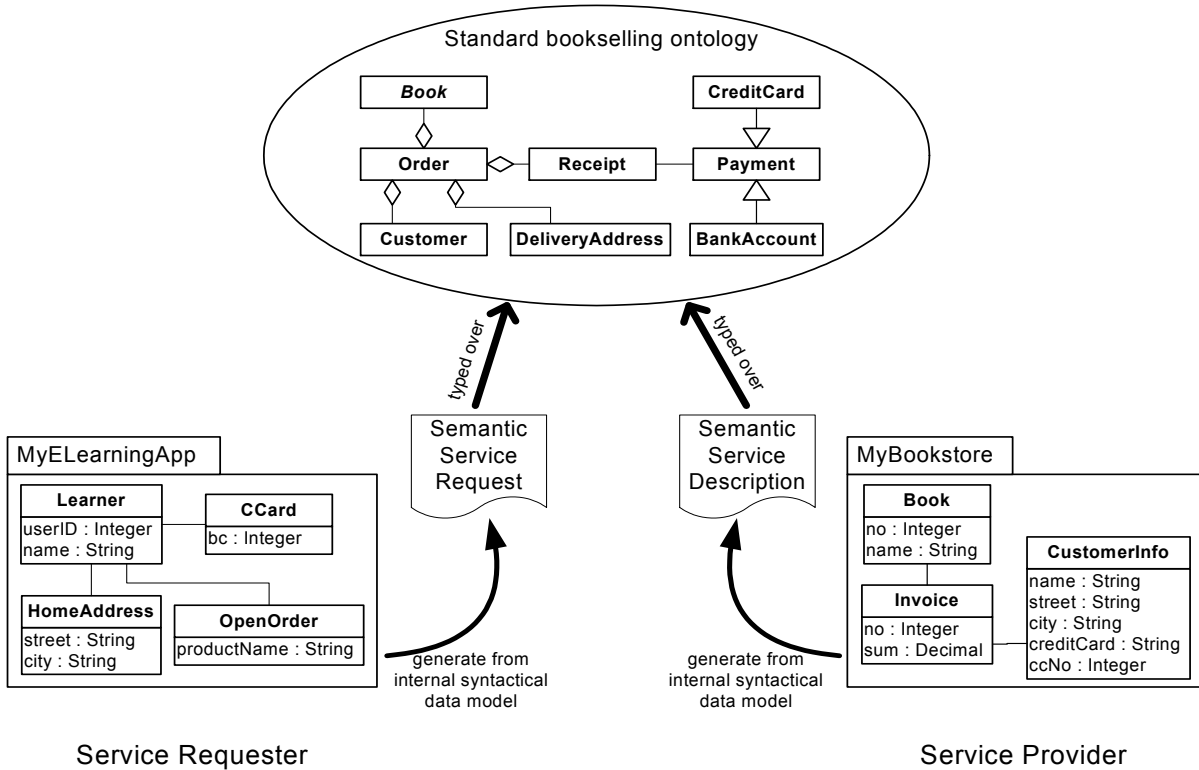 Standard bookselling ontology
Book
CreditCard
Order
Receipt
Payment
Customer
DeliveryAddress
BankAccount
typed over
typed over
Semantic
Service
Request
Semantic
Service
Description
MyELearningApp
Learner
userID : Integer
name : String
CCard
bc : Integer
HomeAddress
street : String
city : String
OpenOrder
productName : String
generate from
internal syntactical
data model
generate from
internal syntactical
data model
MyBookstore
Book
no : Integer
name : String
Invoice
no : Integer
sum : Decimal
CustomerInfo
name : String
street : String
city : String
creditCard : String
ccNo : Integer
Service Requester
Service Provider